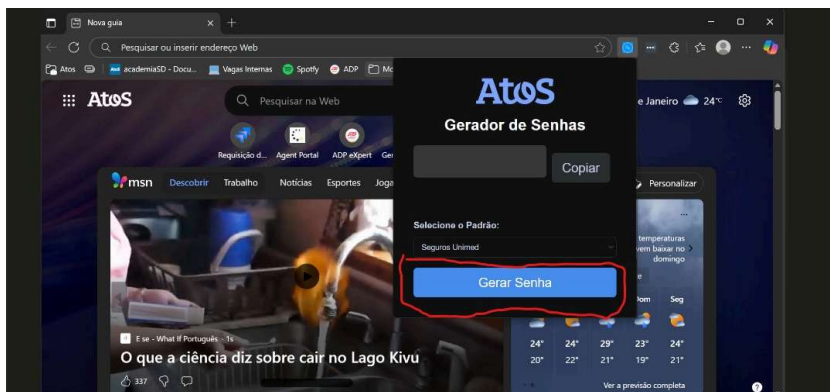 Nova guia
Pesquisar ou inserir endereço Web
Atos
academiaSD - Docu...
Vagas Internas
Spotfy
ADP
Atos
Pesquisar na Web
e Janeiro
24°C
Requisição d...
Agent Portal
ADP eXpert
Ger
msn
Descobrir
Trabalho
Notícias
Esportes
Joga
Personalizar
Atos
Gerador de Senhas
Copiar
Selecione o Padrão:
Seguros Unimed
Gerar Senha
temperaturas
vem baixar no
domingo
Dom
Seg
24°
24°
29°
23°
24°
20°
22°
21°
19°
21°
Ver a previsão completa
E se - What If Português · 1s
O que a ciência diz sobre cair no Lago Kivu
337